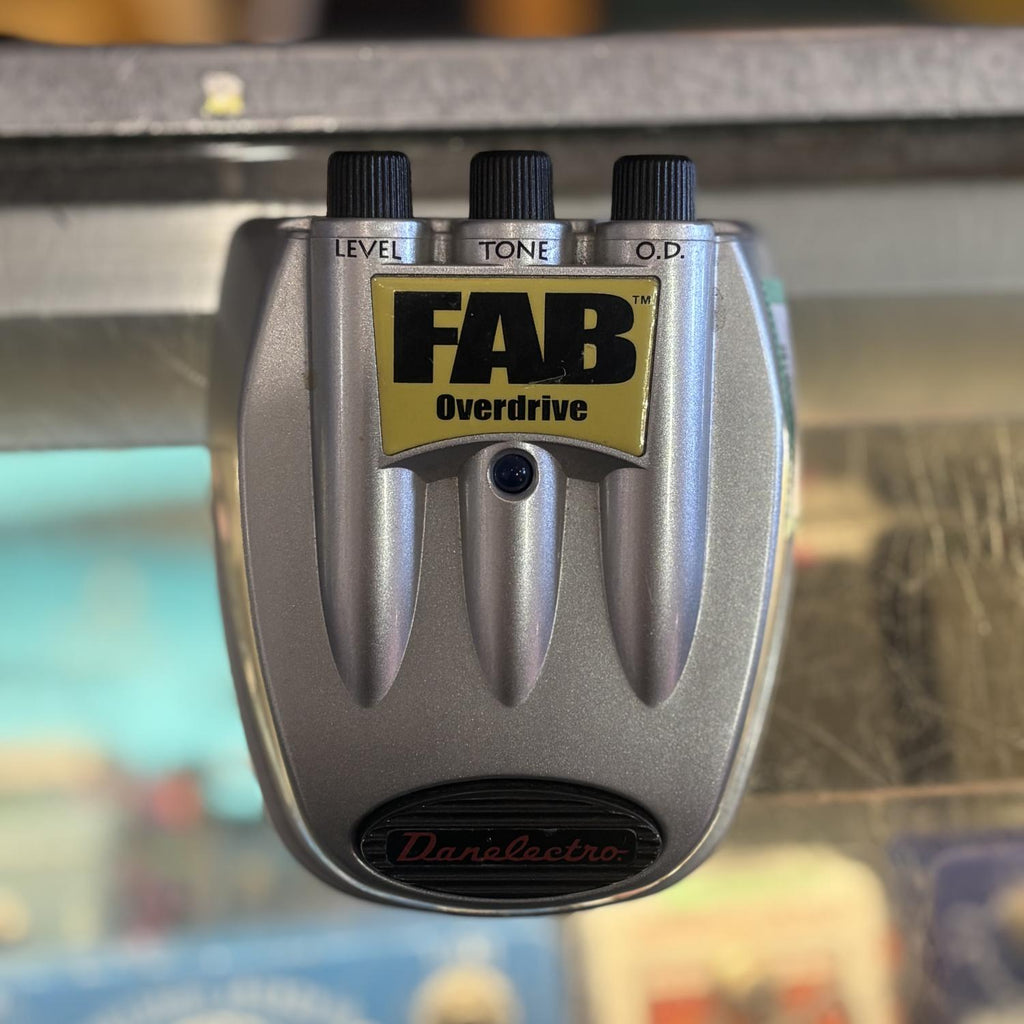 LEVEL TONE O.D.
FAB™
Overdrive
Danelectro